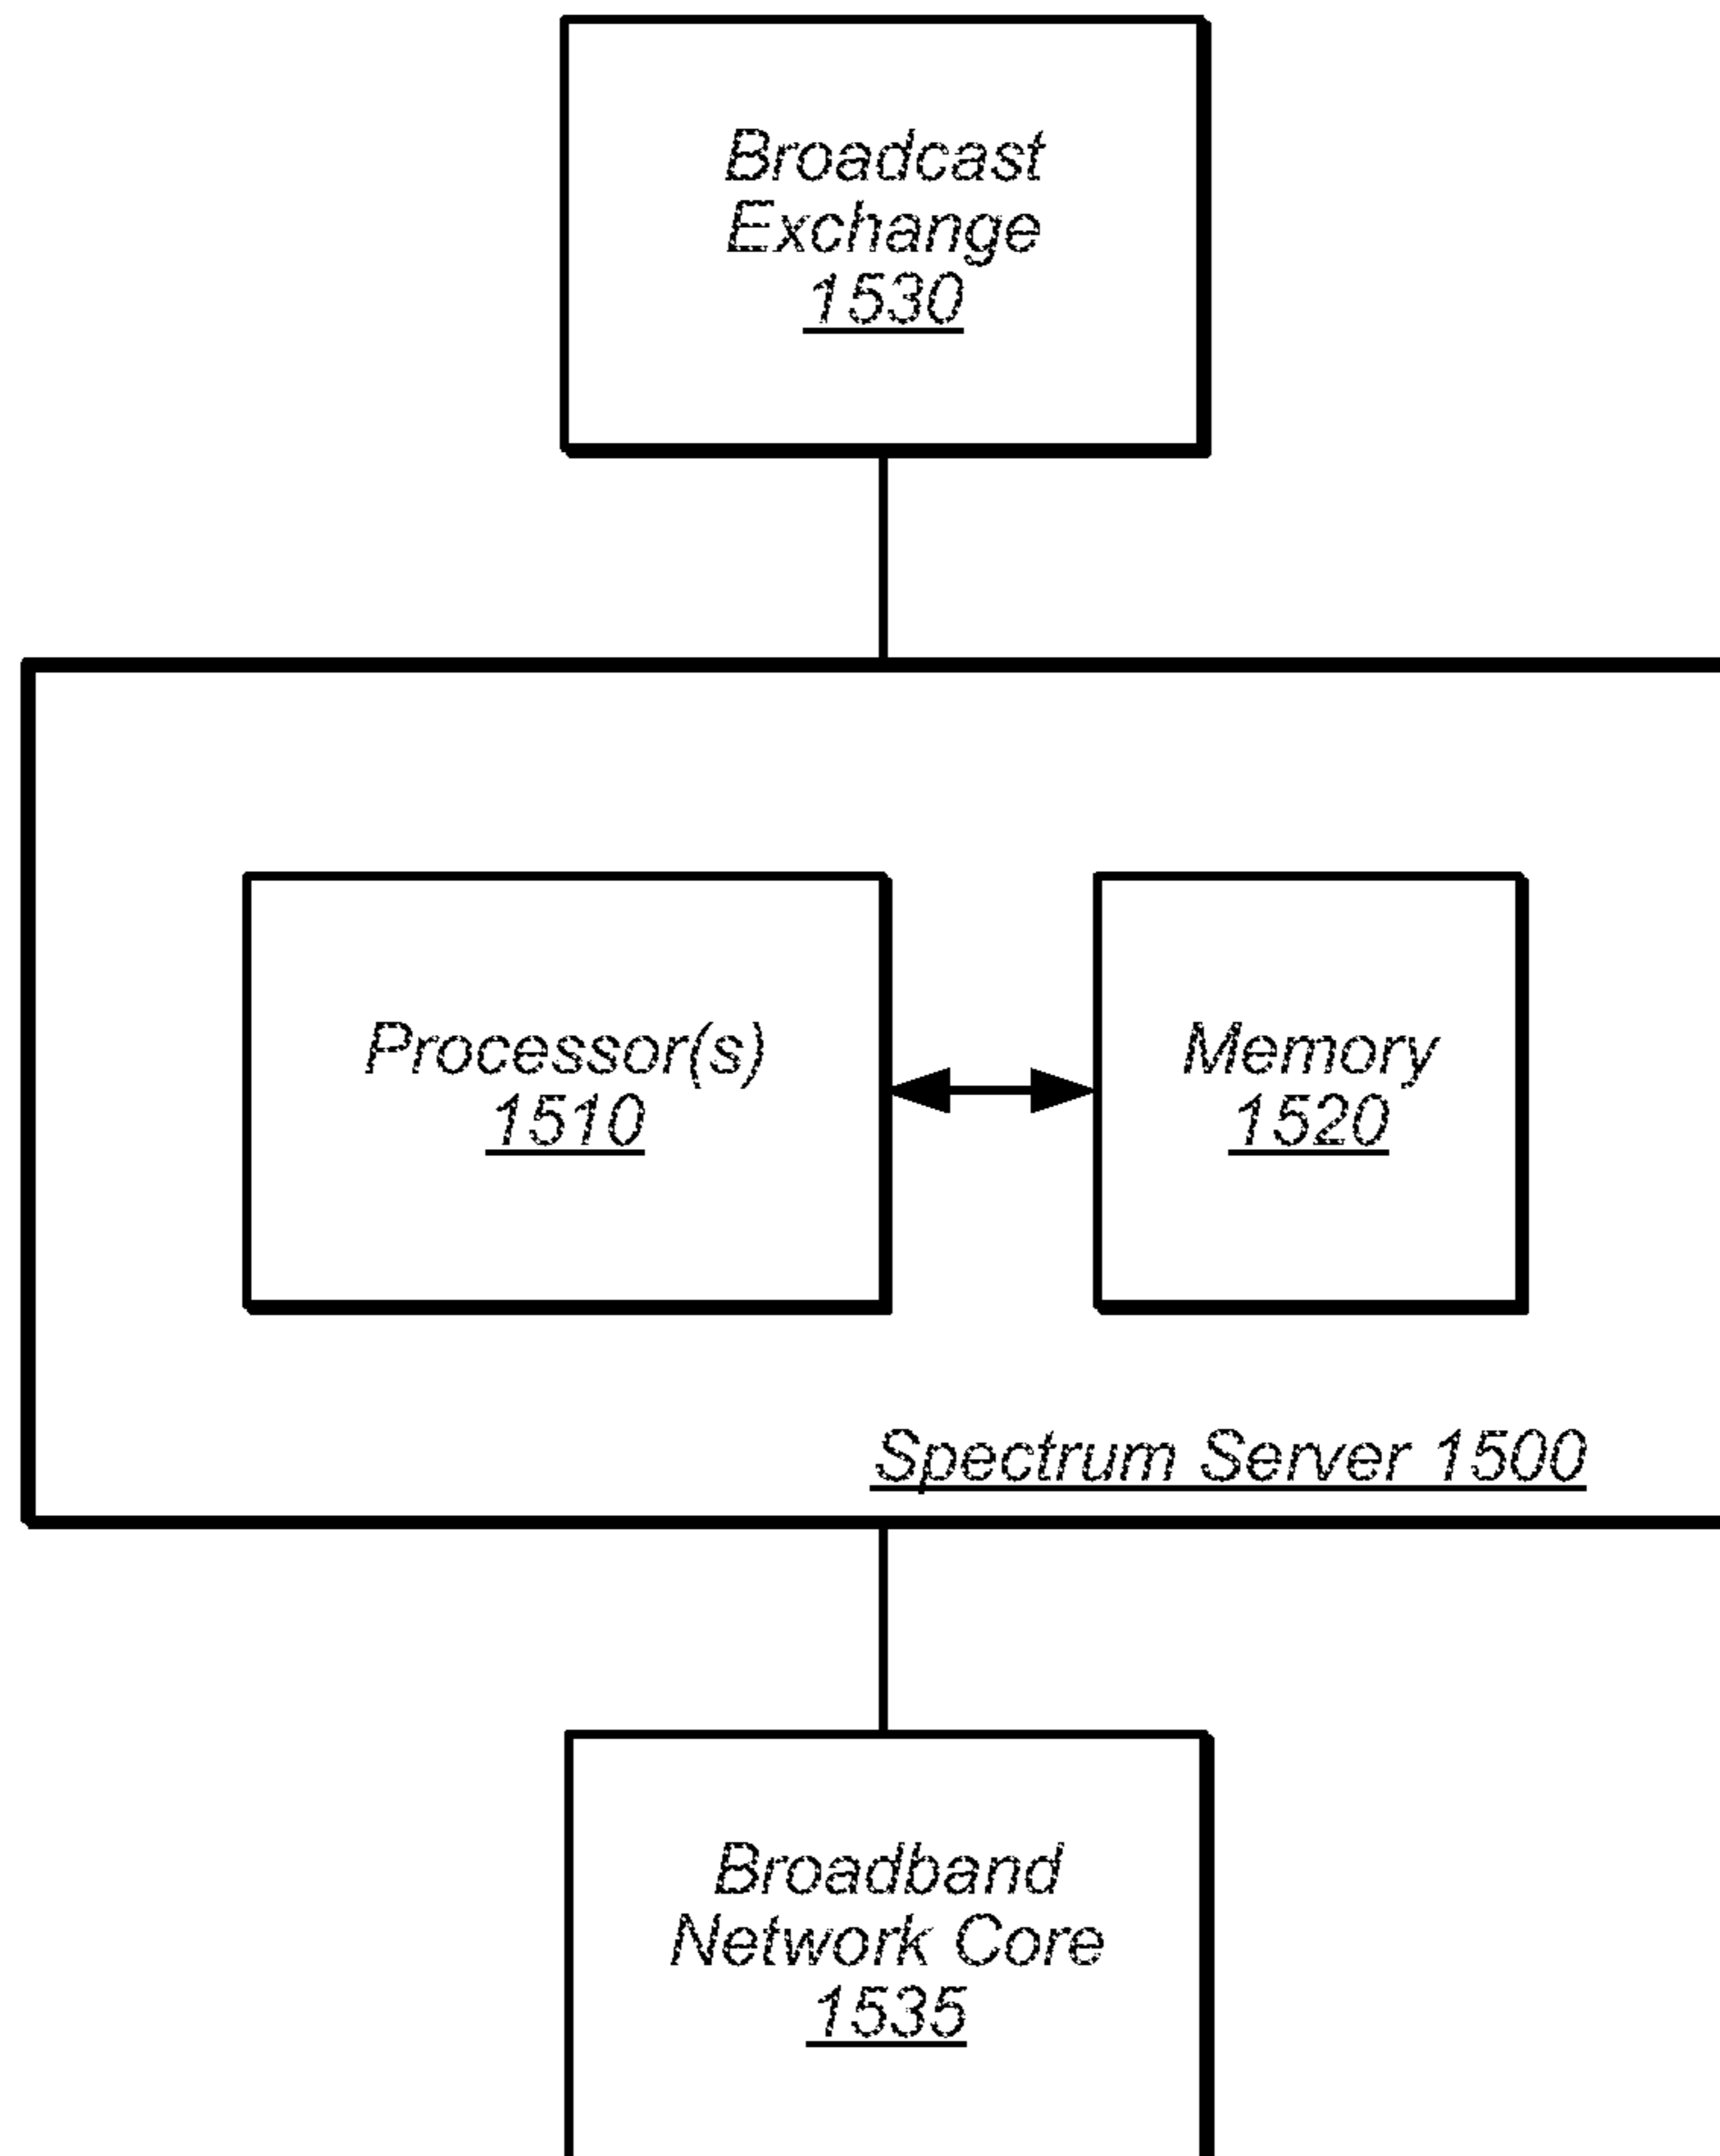 Broadcast
Exchange
1530
Processor(s)
1510
Memory
1520
Spectrum Server 1500
Broadband
Network Core
1535